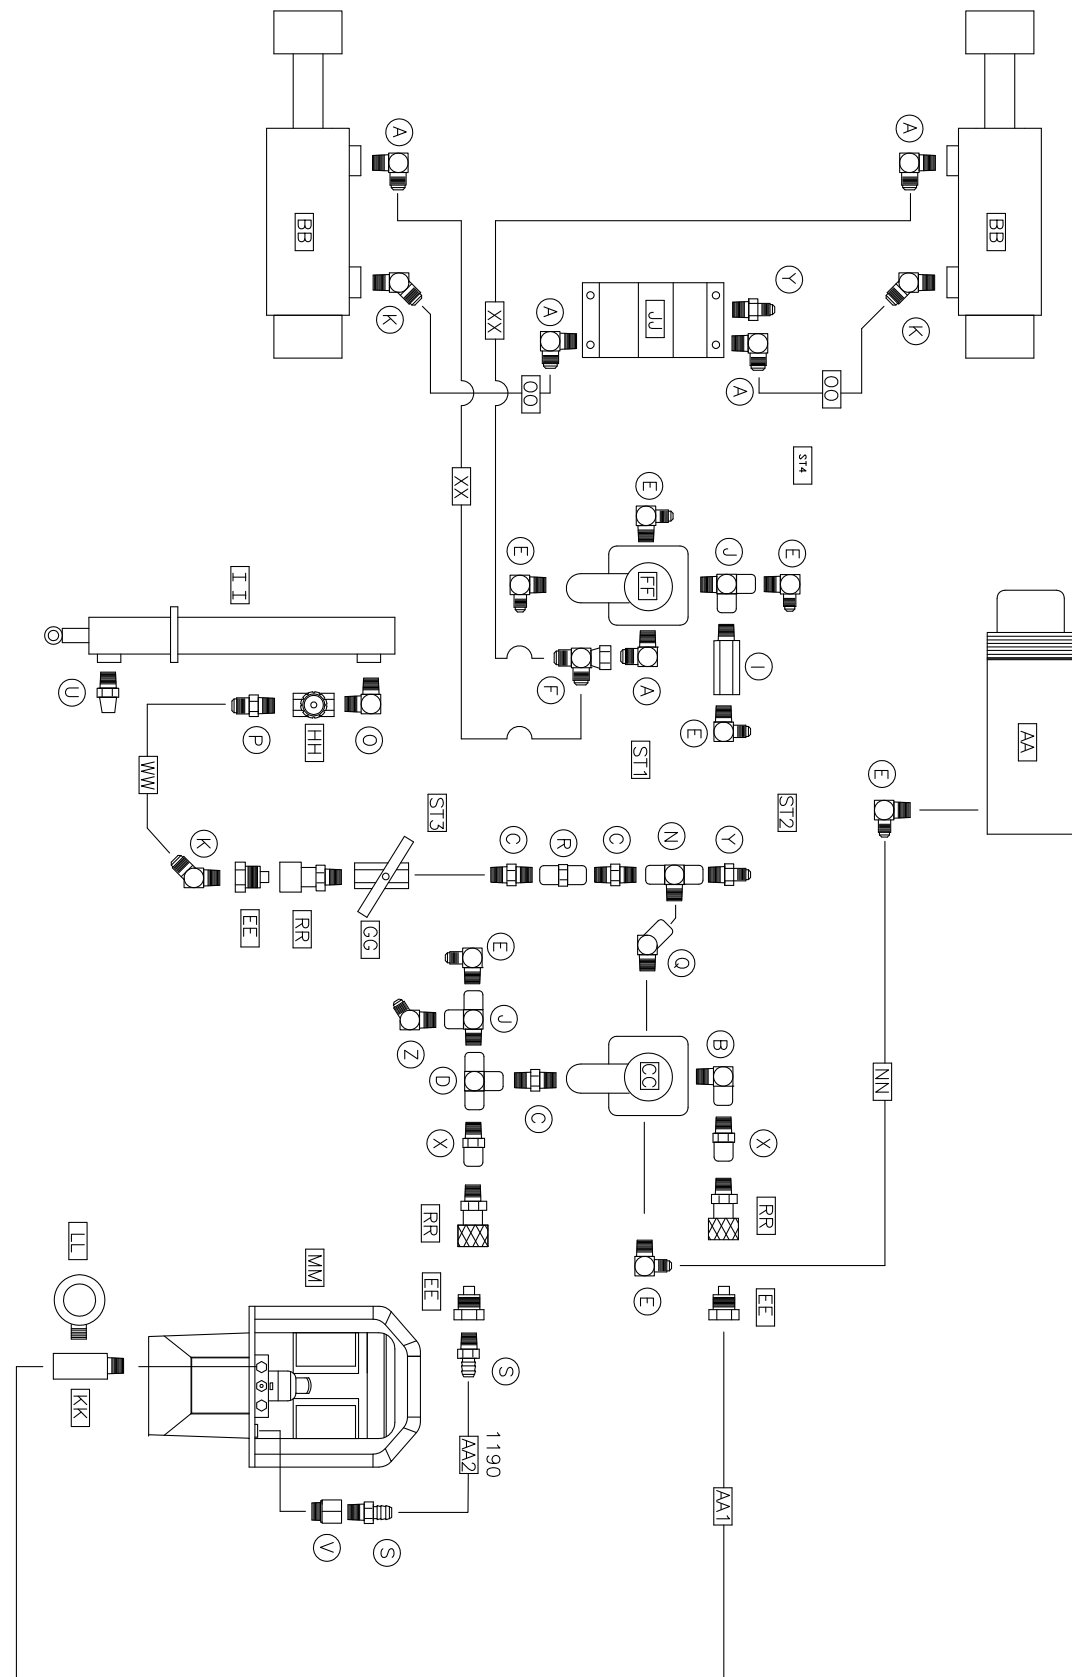 AA
BB
A
K
E
NN
OO
ST4
Y
E
ST2
I
X
RR
EE
A
J
Y
B
AA1
E
N
Q
JJ
E
FF
A
ST1
CC
E
C
R
A
F
C
OO
E
C
XX
E
J
S
1190
AA2
XX
D
X
ST3
RR
EE
A
K
Z
S
O
GG
HH
MM
V
BB
RR
P
EE
II
K
WW
U
LL
KK